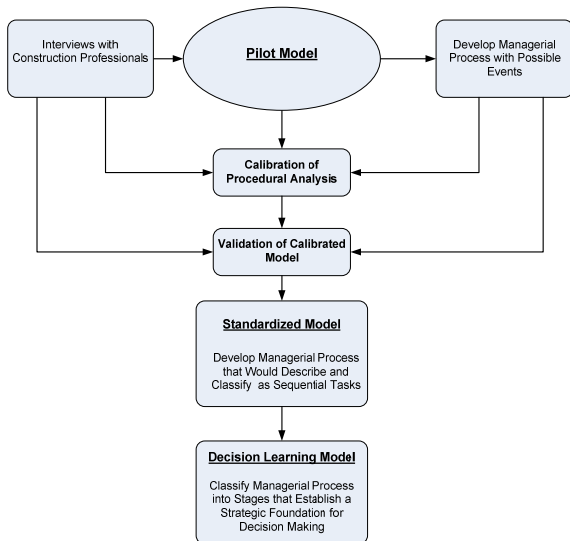 Interviews with
Construction Professionals
Pilot Model
Develop Managerial
Process with Possible
Events
Calibration of
Procedural Analysis
Validation of Calibrated
Model
Standardized Model
Develop Managerial Process
that Would Describe and
Classify as Sequential Tasks
Decision Learning Model
Classify Managerial Process
into Stages that Establish a
Strategic Foundation for
Decision Making